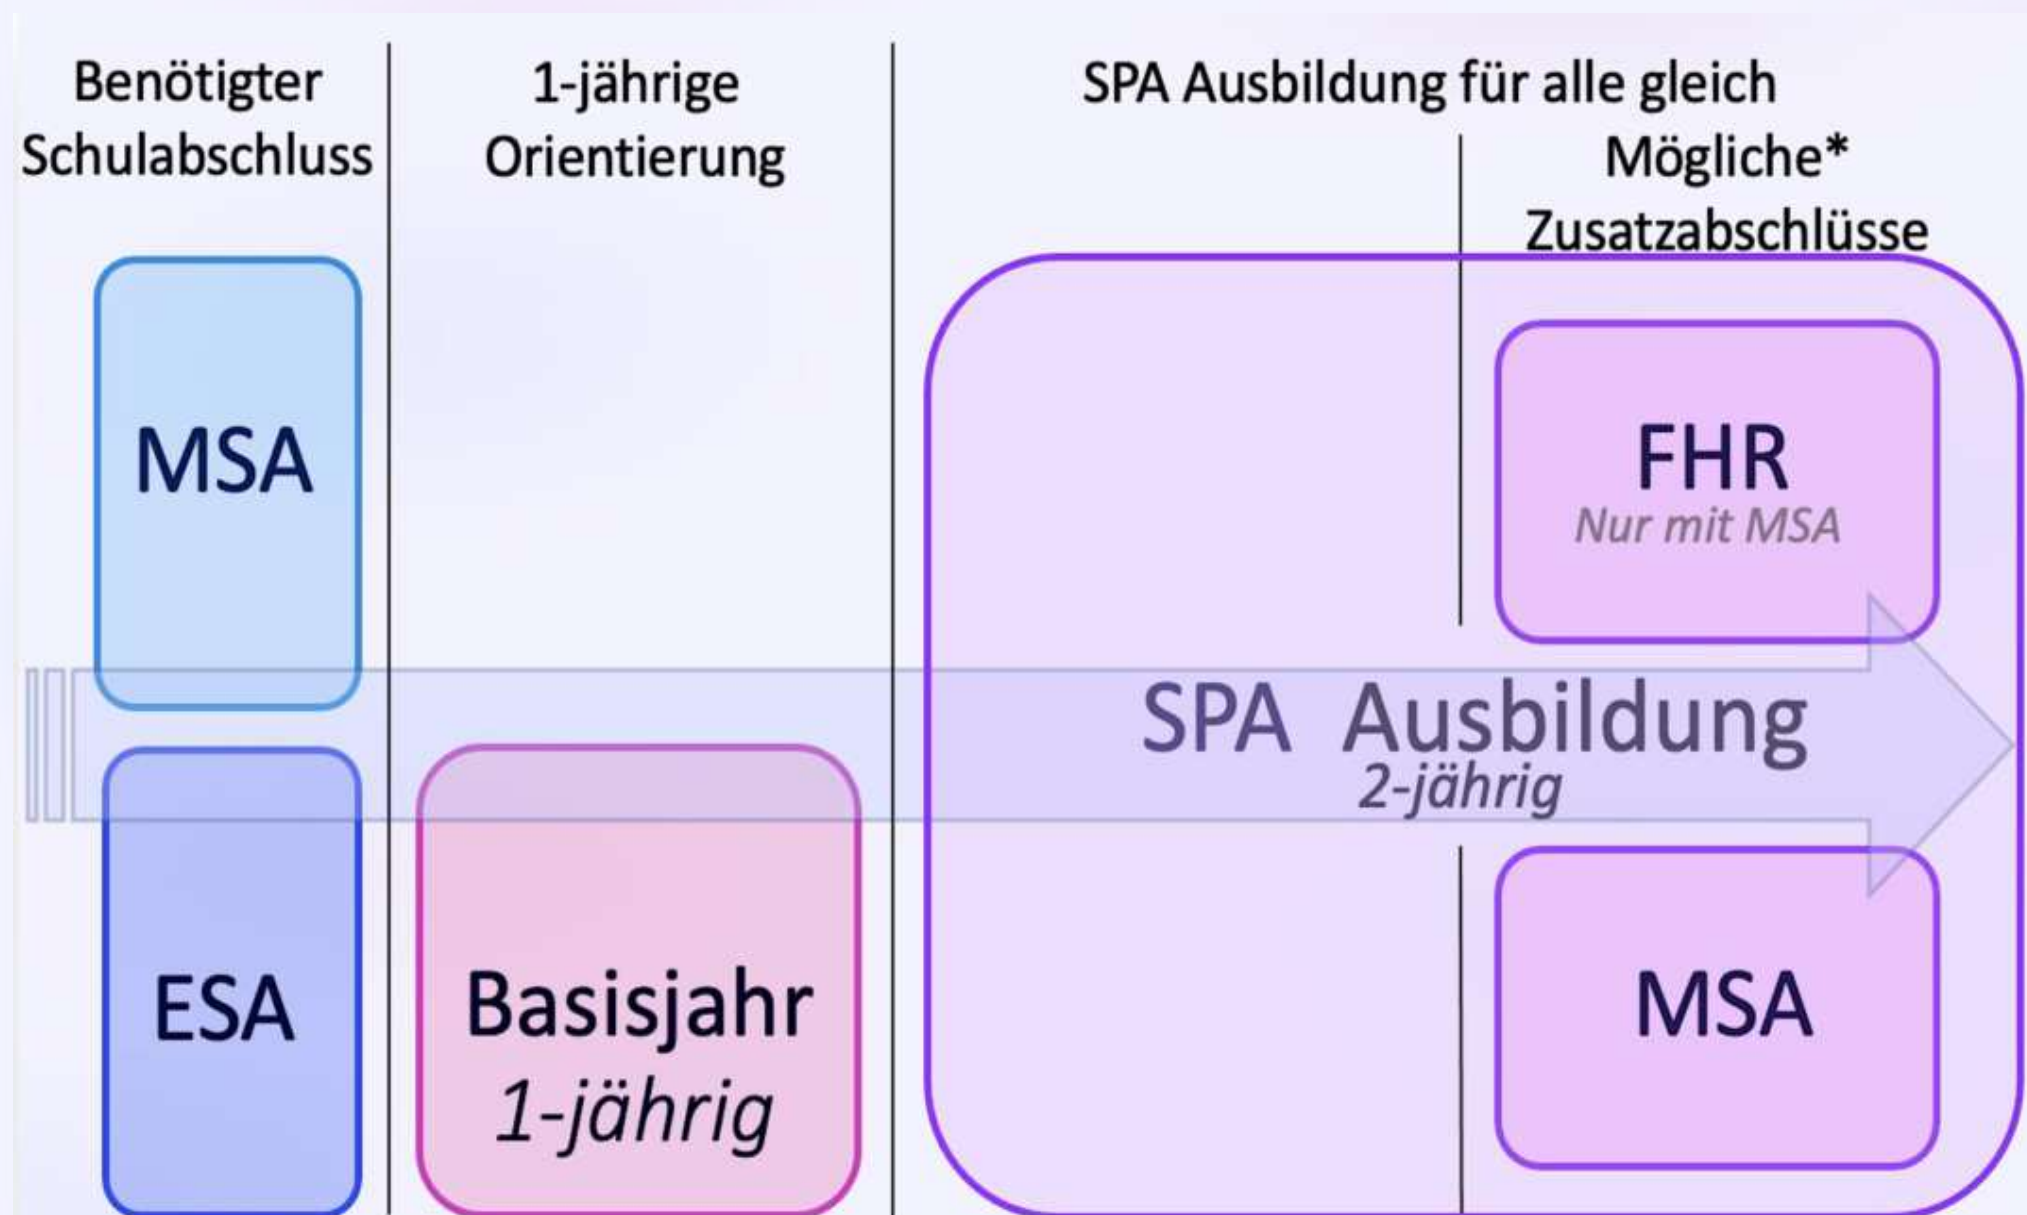 Benötigter
Schulabschluss
1-jährige
Orientierung
SPA Ausbildung für alle gleich
Mögliche*
Zusatzabschlüsse
MSA
FHR
Nur mit MSA
SPA Ausbildung
2-jährig
ESA
Basisjahr
1-jährig
MSA